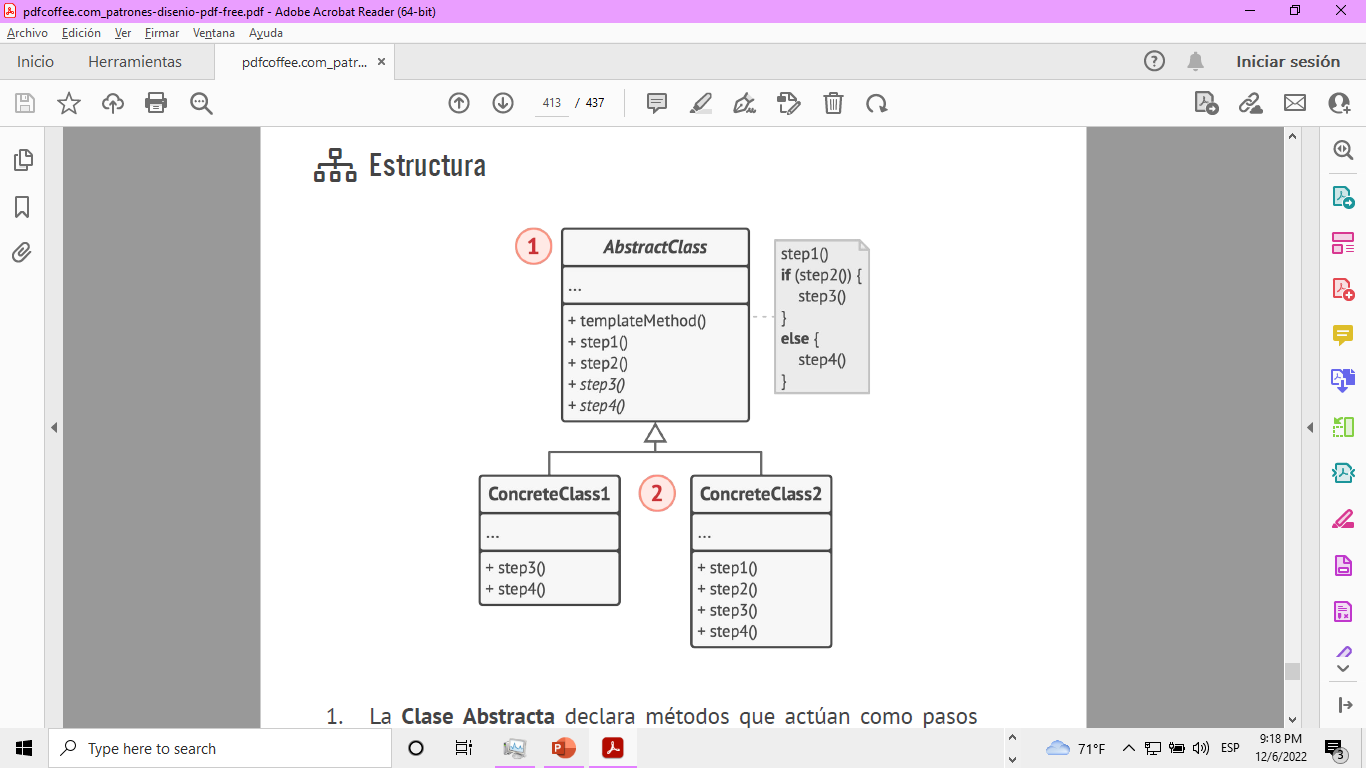 pdfcoffee.com_patrones-disenio-pdf-free.pdf - Adobe Acrobat Reader (64-bit)
Archivo Edición Ver Firmar Ventana Ayuda
Inicio Herramientas pdfcoffee.com_patr... Iniciar sesión
413 / 437
Estructura
1
AbstractClass
...
+ templateMethod()
+ step1()
+ step2()
+ step3()
+ step4()
step1()
if (step2()) {
step3()
}
else {
step4()
}
2
ConcreteClass1
...
+ step3()
+ step4()
ConcreteClass2
...
+ step1()
+ step2()
+ step3()
+ step4()
1. La Clase Abstracta declara métodos que actúan como pasos
Type here to search
71°F
ESP
9:18 PM
12/6/2022
3